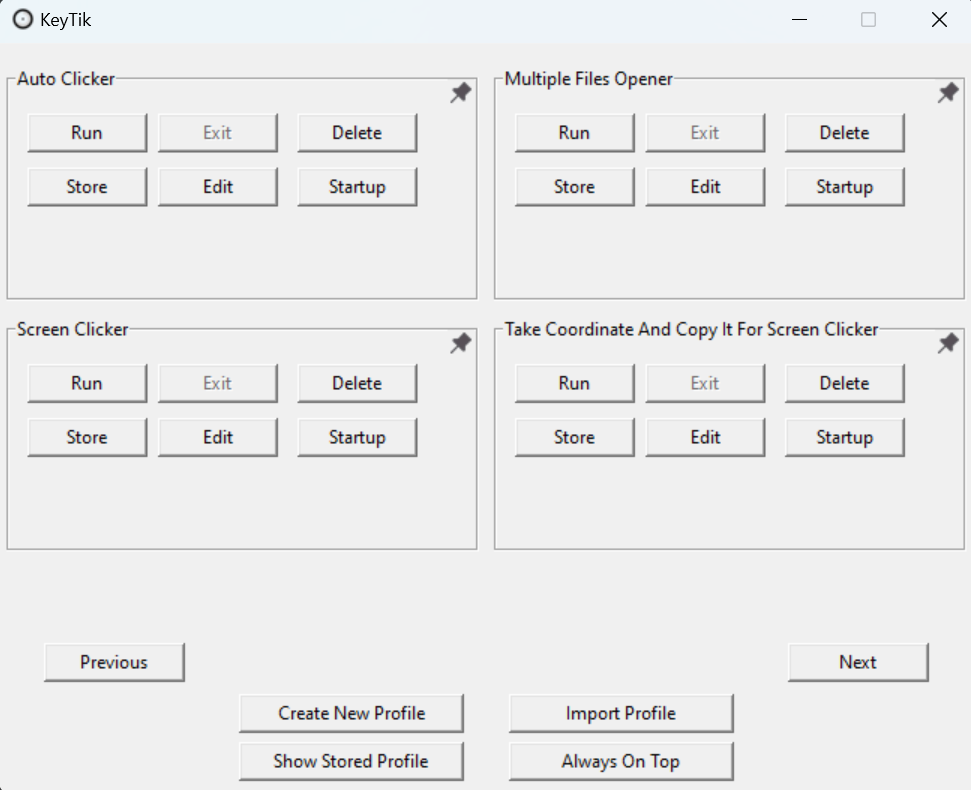 KeyTik
Auto Clicker
Run Exit Delete
Store Edit Startup
Multiple Files Opener
Run Exit Delete
Store Edit Startup
Screen Clicker
Run Exit Delete
Store Edit Startup
Take Coordinate And Copy It For Screen Clicker
Run Exit Delete
Store Edit Startup
Previous Next
Create New Profile Import Profile
Show Stored Profile Always On Top